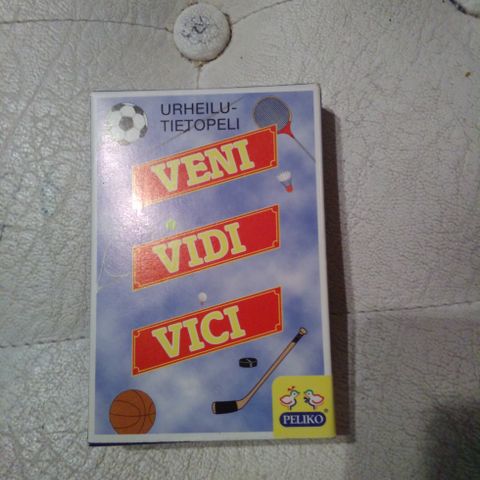 URHEILU-
TIETOPELI
VENI
VIDI
VICI
PELIKO®